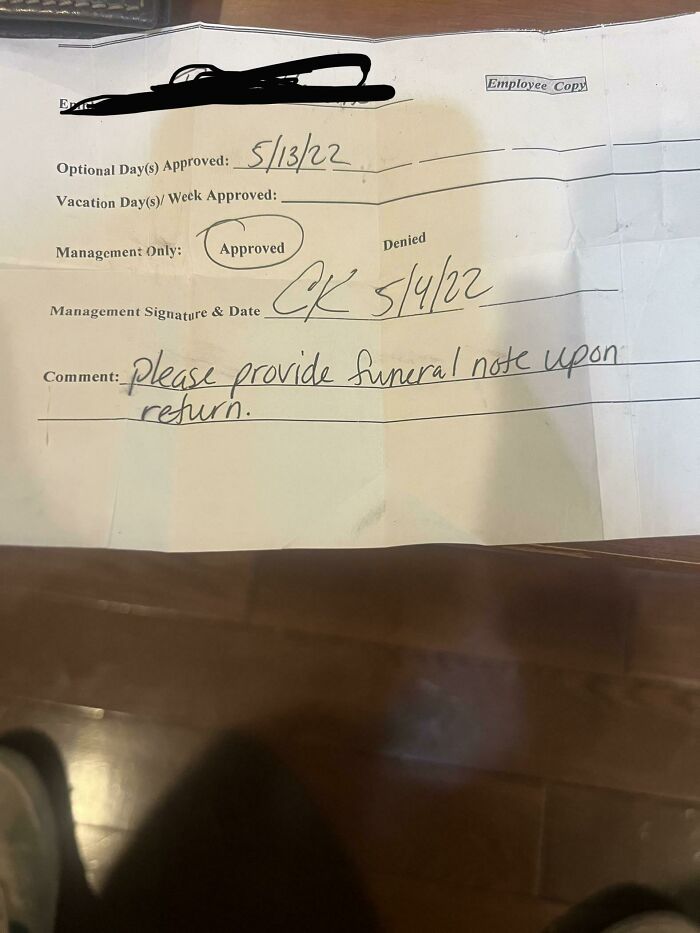 Employee Copy
Optional Day(s) Approved: 5/13/22
Vacation Day(s)/ Week Approved:
Management Only: Approved Denied
Management Signature & Date CK 5/4/22
Comment: please provide funeral note upon
return.